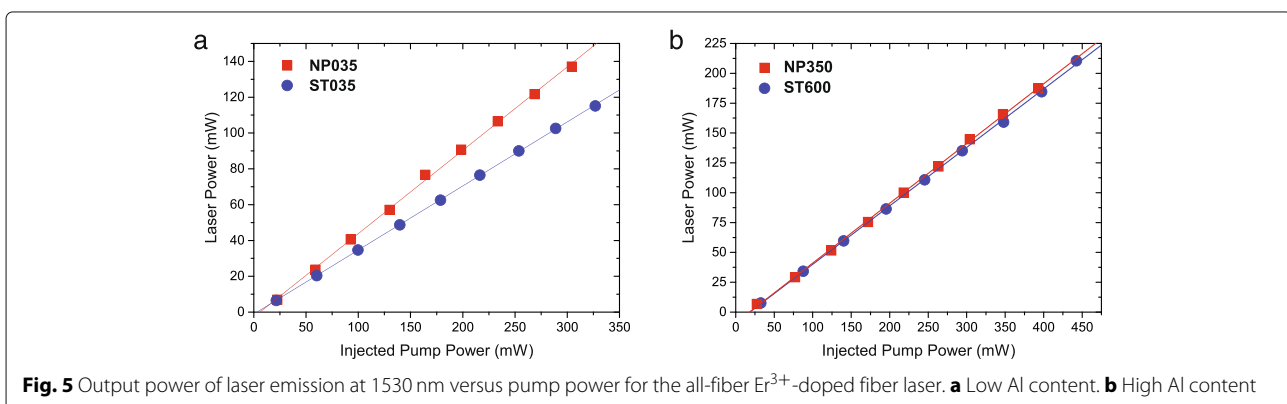 a
NP035
ST035
Laser Power (mW)
140
120
100
80
60
40
20
0
0 50 100 150 200 250 300 350
Injected Pump Power (mW)
b
NP350
ST600
Laser Power (mW)
225
200
175
150
125
100
75
50
25
0
0 50 100 150 200 250 300 350 400 450
Injected Pump Power (mW)
Fig. 5 Output power of laser emission at 1530 nm versus pump power for the all-fiber Er³⁺-doped fiber laser. a Low Al content. b High Al content